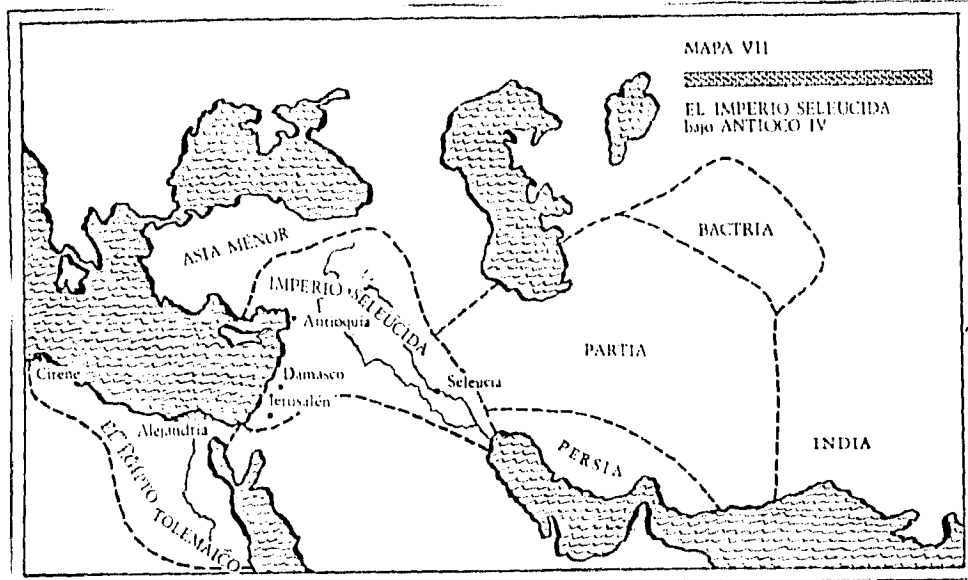 MAPA VII
EL IMPERIO SELEUCIDA
bajo ANTIOCO IV
BACTRIA
ASIA MENOR
IMPERIO SELEUCIDA
Antioquía
PARTIA
Cirene
Damasco
Seleucia
Jerusalén
Alejandría
INDIA
PERSIA
EL EGIPTO TOLEMAICO